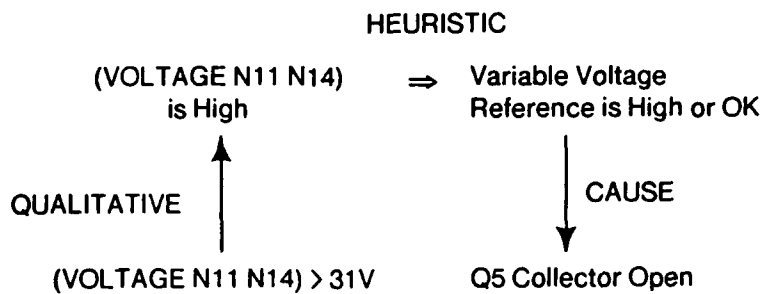 HEURISTIC
(VOLTAGE N11 N14) ⇒ Variable Voltage
is High Reference is High or OK
QUALITATIVE CAUSE
(VOLTAGE N11 N14) > 31V Q5 Collector Open